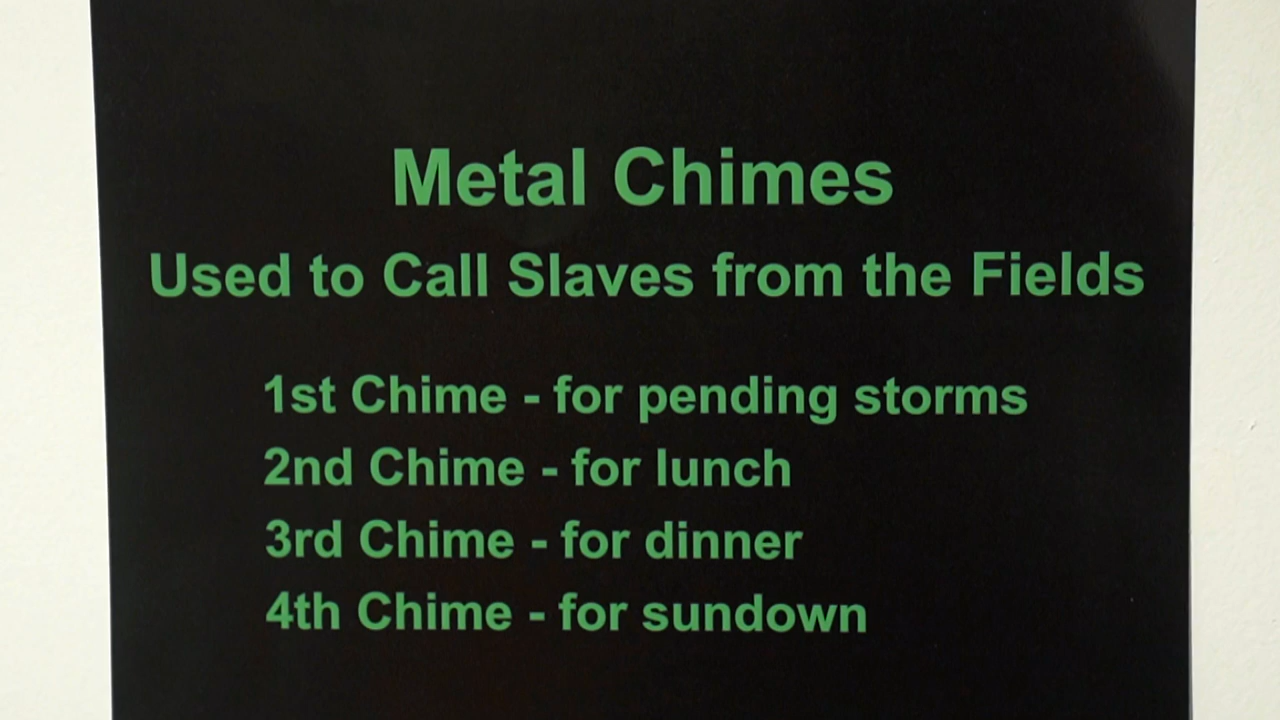 Metal Chimes
Used to Call Slaves from the Fields
1st Chime - for pending storms
2nd Chime - for lunch
3rd Chime - for dinner
4th Chime - for sundown